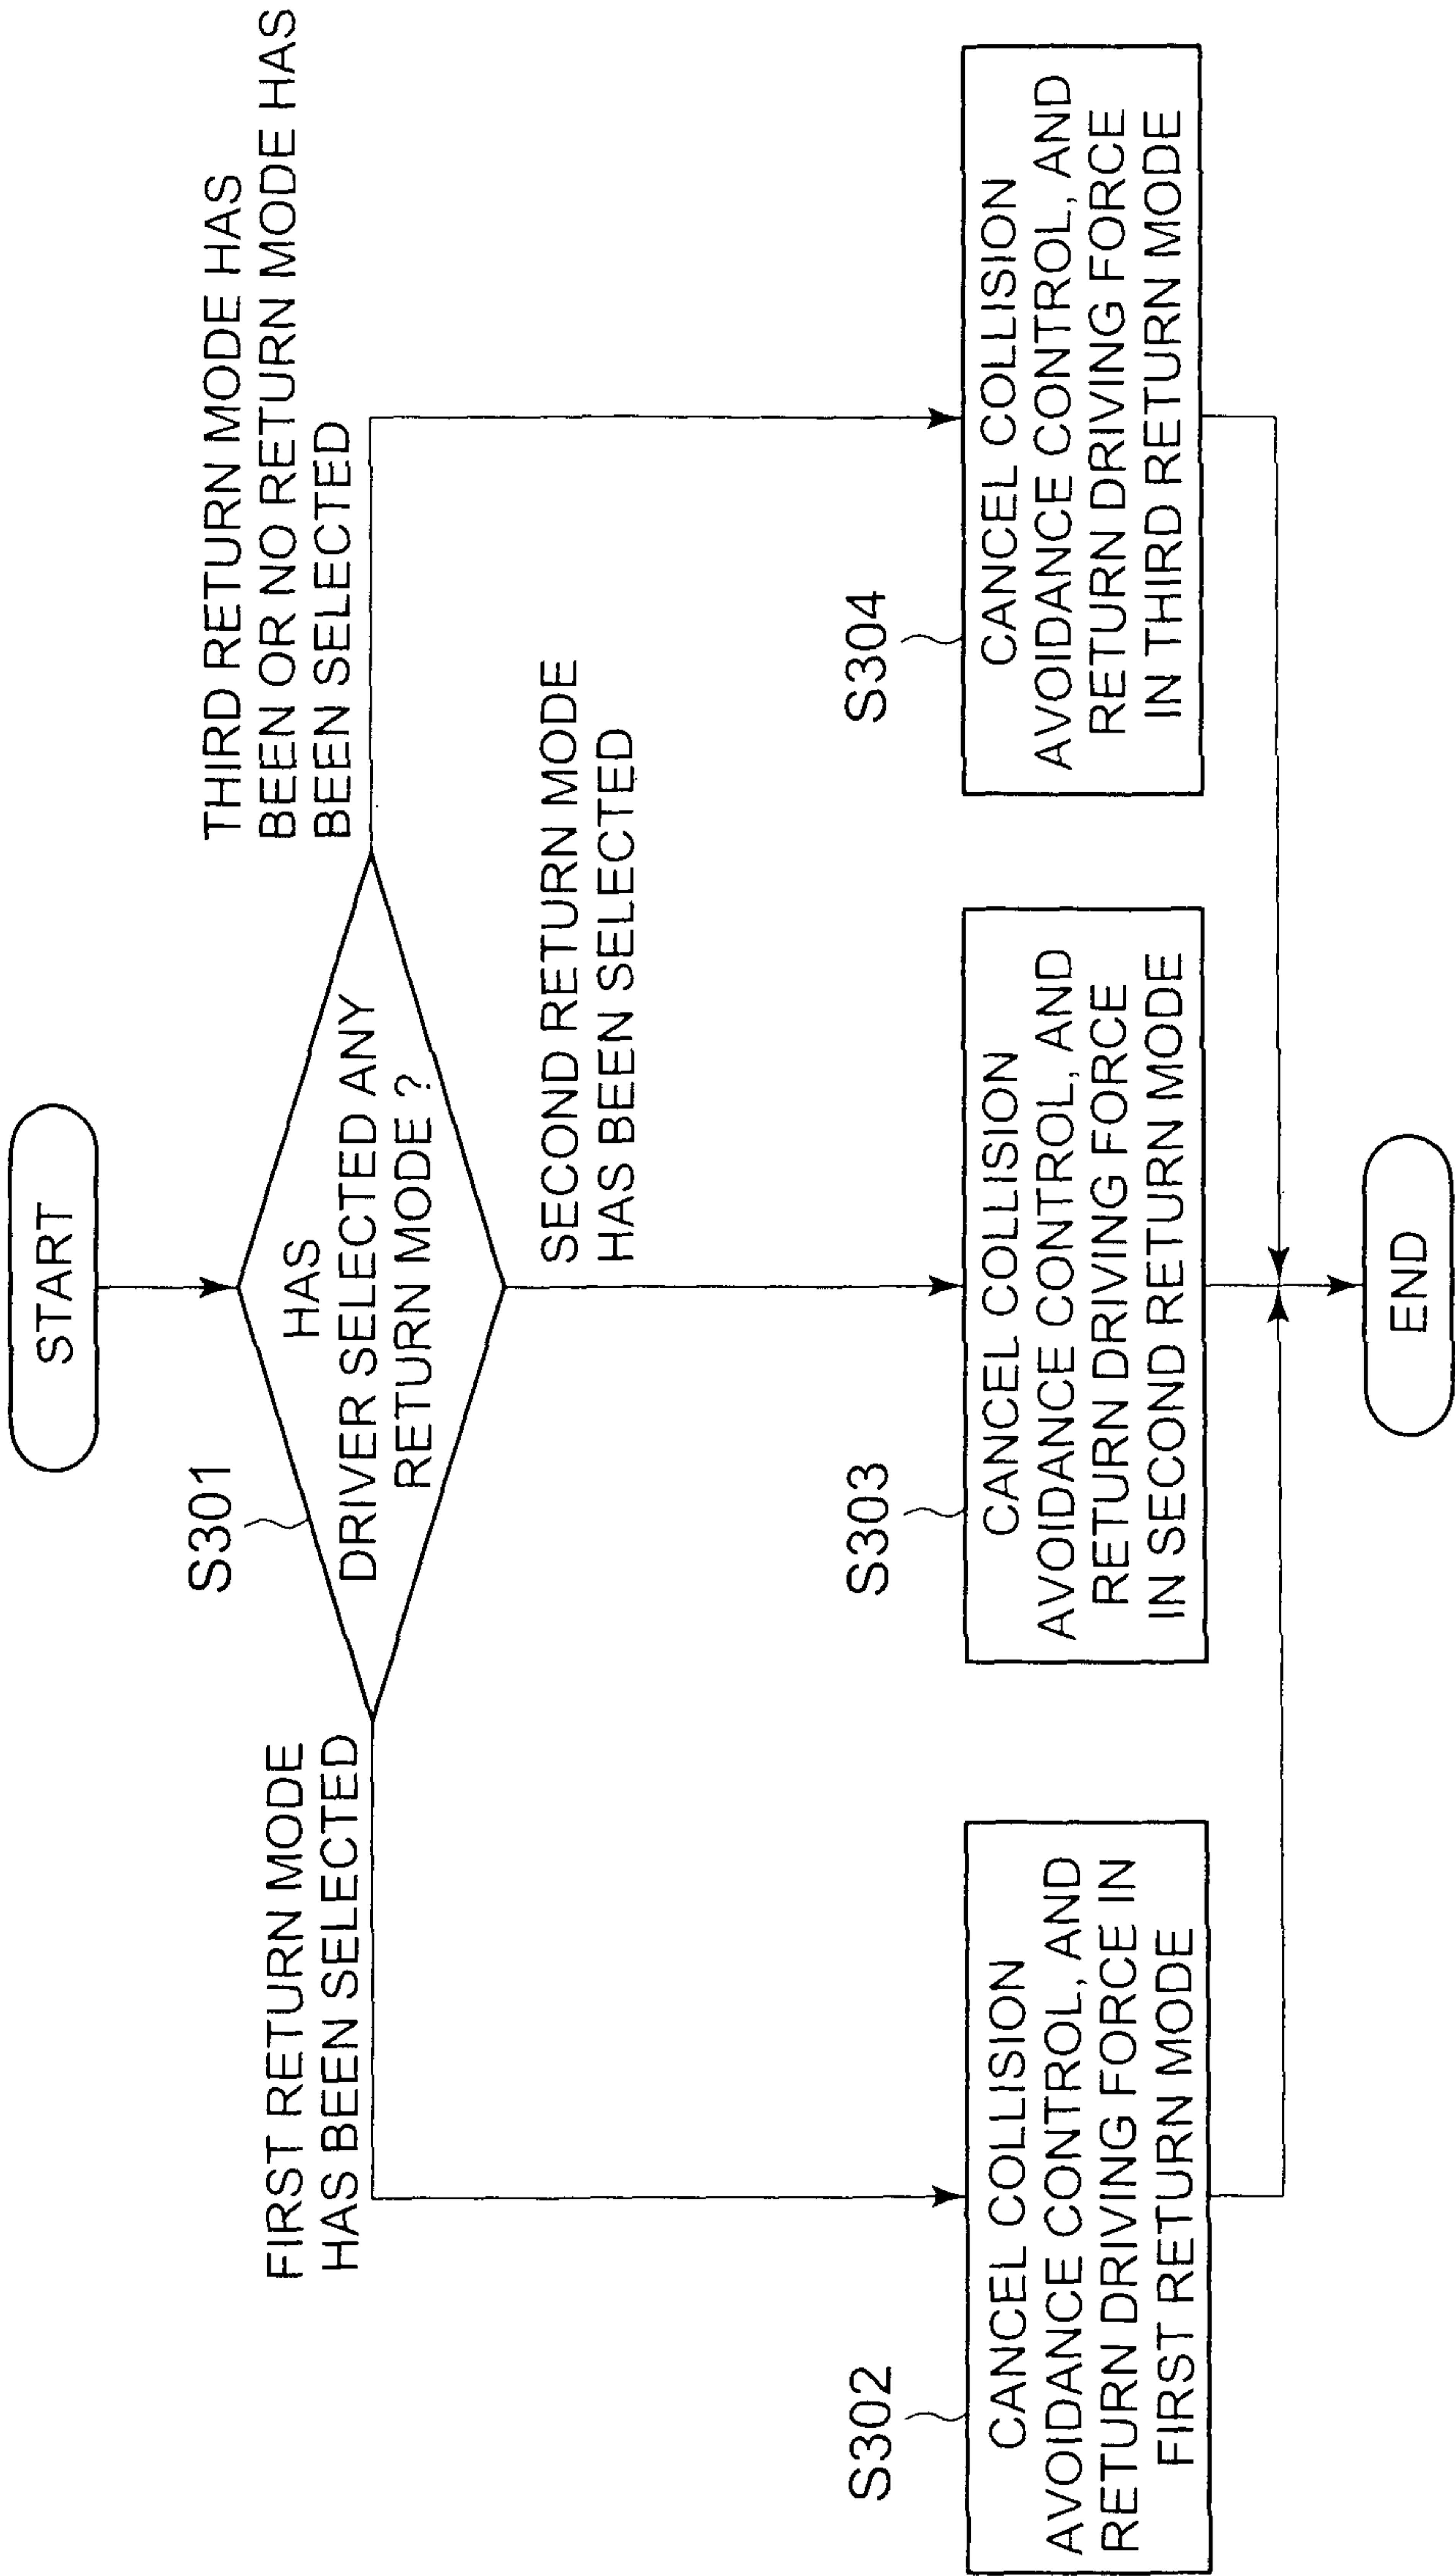 START
S301
HAS
DRIVER SELECTED ANY
RETURN MODE ?
FIRST RETURN MODE
HAS BEEN SELECTED
SECOND RETURN MODE
HAS BEEN SELECTED
THIRD RETURN MODE HAS
BEEN OR NO RETURN MODE HAS
BEEN SELECTED
S302
CANCEL COLLISION
AVOIDANCE CONTROL, AND
RETURN DRIVING FORCE IN
FIRST RETURN MODE
S303
CANCEL COLLISION
AVOIDANCE CONTROL, AND
RETURN DRIVING FORCE
IN SECOND RETURN MODE
S304
CANCEL COLLISION
AVOIDANCE CONTROL, AND
RETURN DRIVING FORCE
IN THIRD RETURN MODE
END